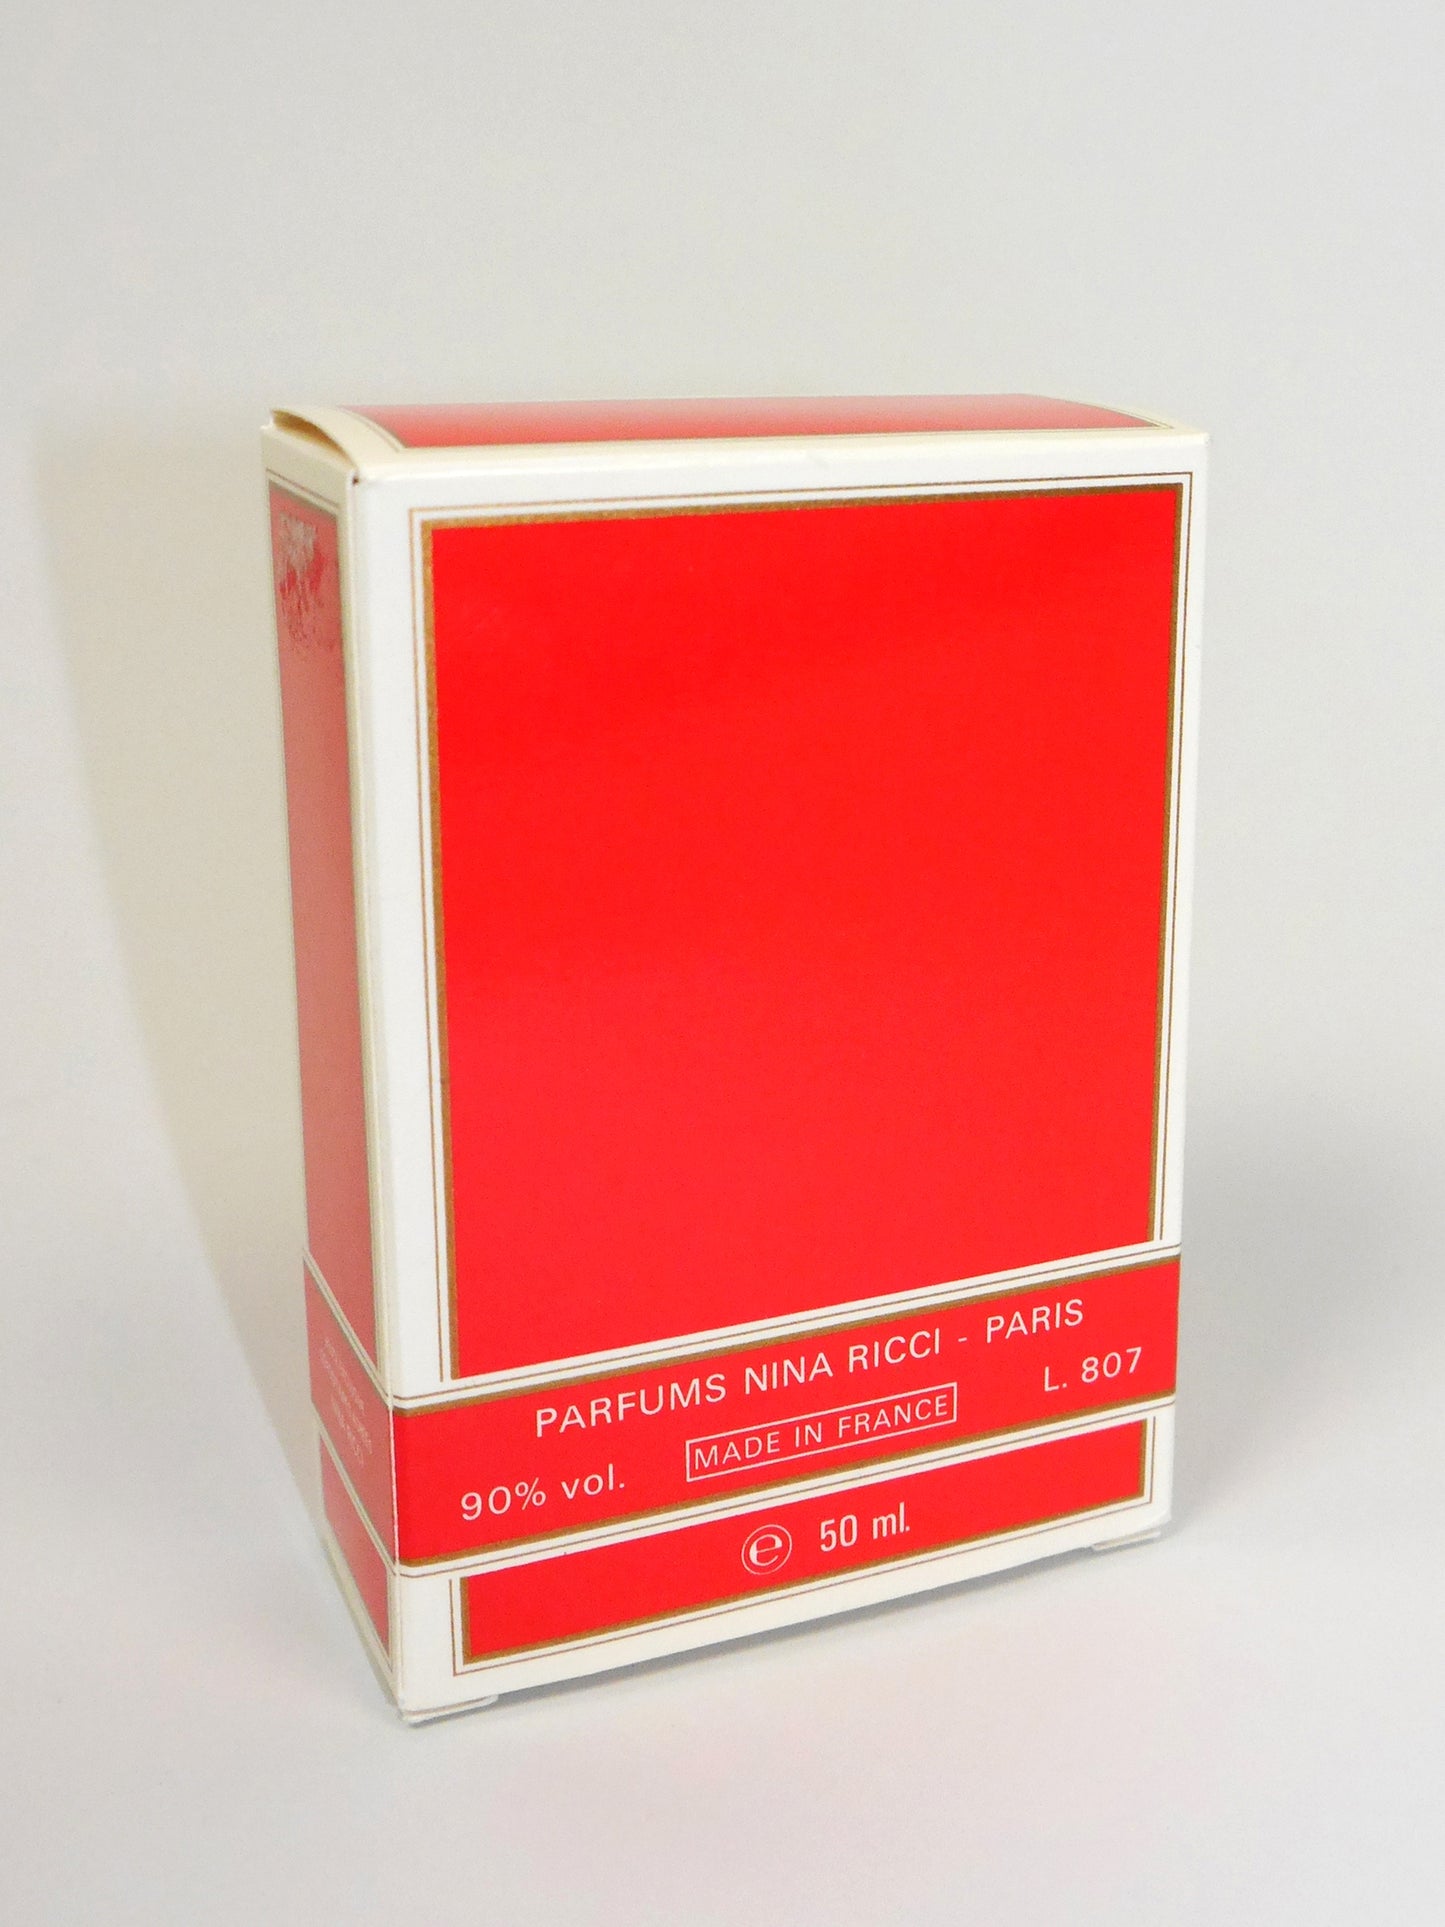 PARFUMS NINA RICCI - PARIS
90% vol.
MADE IN FRANCE
L. 807
℮ 50 ml.